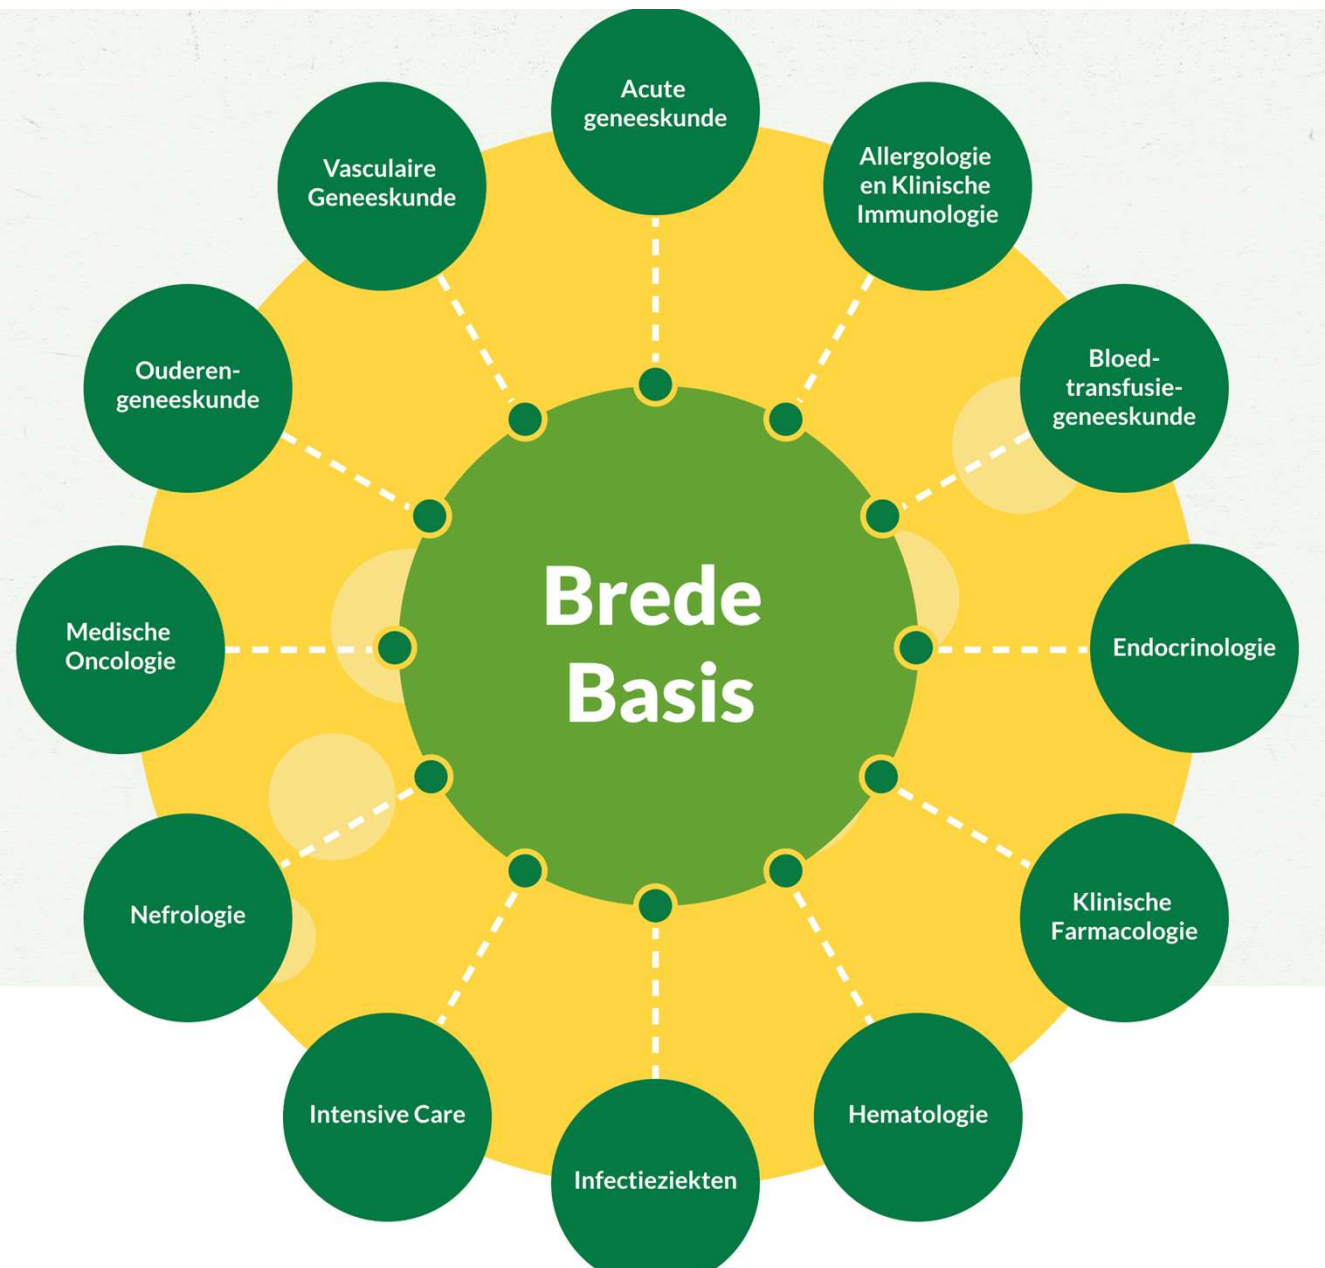 Acute
geneeskunde
Allergologie
en Klinische
Immunologie
Bloed-
transfusie-
geneeskunde
Endocrinologie
Klinische
Farmacologie
Hematologie
Infectieziekten
Intensive Care
Nefrologie
Medische
Oncologie
Ouderen-
geneeskunde
Vasculaire
Geneeskunde
Brede
Basis